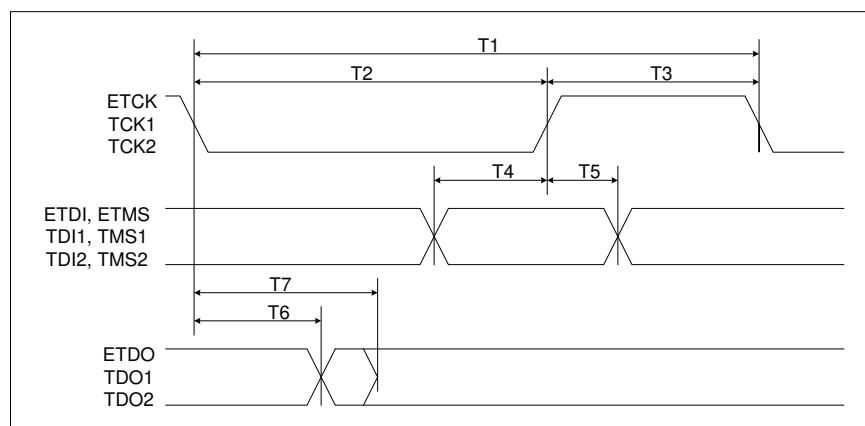 T1
T2
T3
ETCK
TCK1
TCK2
T4
T5
ETDI, ETMS
TDI1, TMS1
TDI2, TMS2
T7
T6
ETDO
TDO1
TDO2